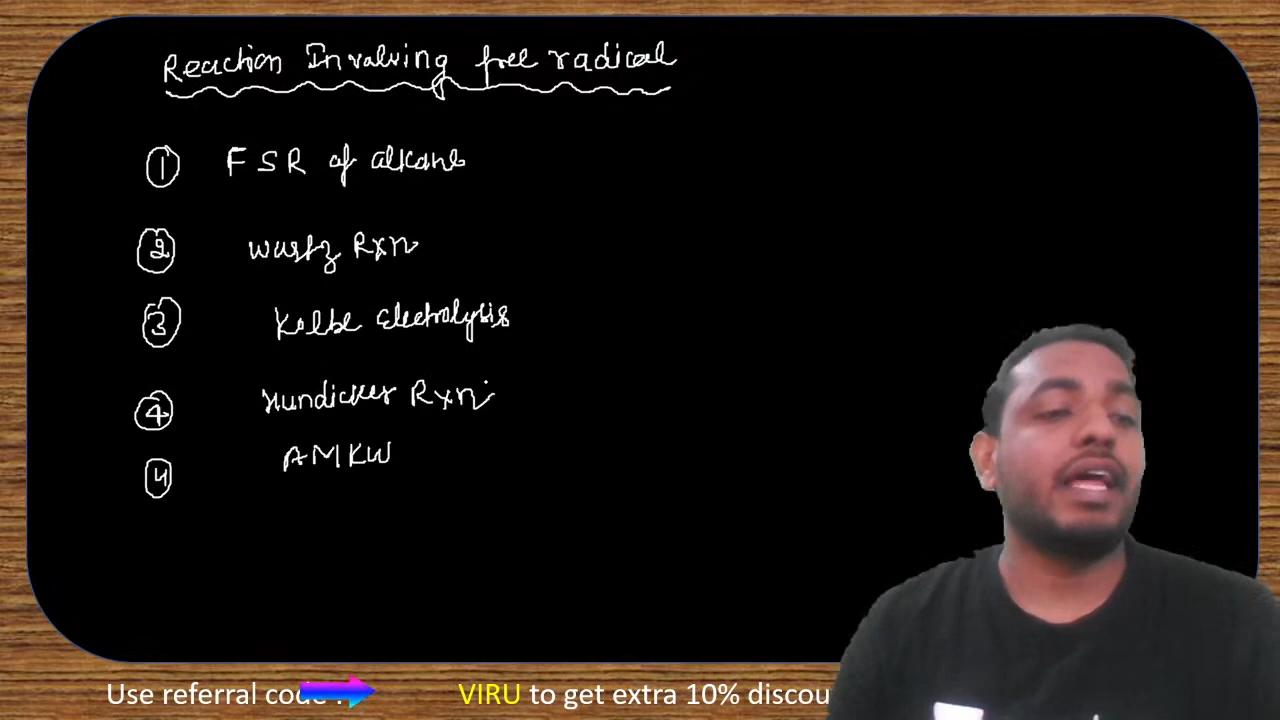 Reaction Involving free radical
① FSR of alkane
② wurtz Rxn
③ Kolbe Electrolysis
④ Hundicker Rxn
④ AMKW
Use referral code :
VIRU to get extra 10% discou